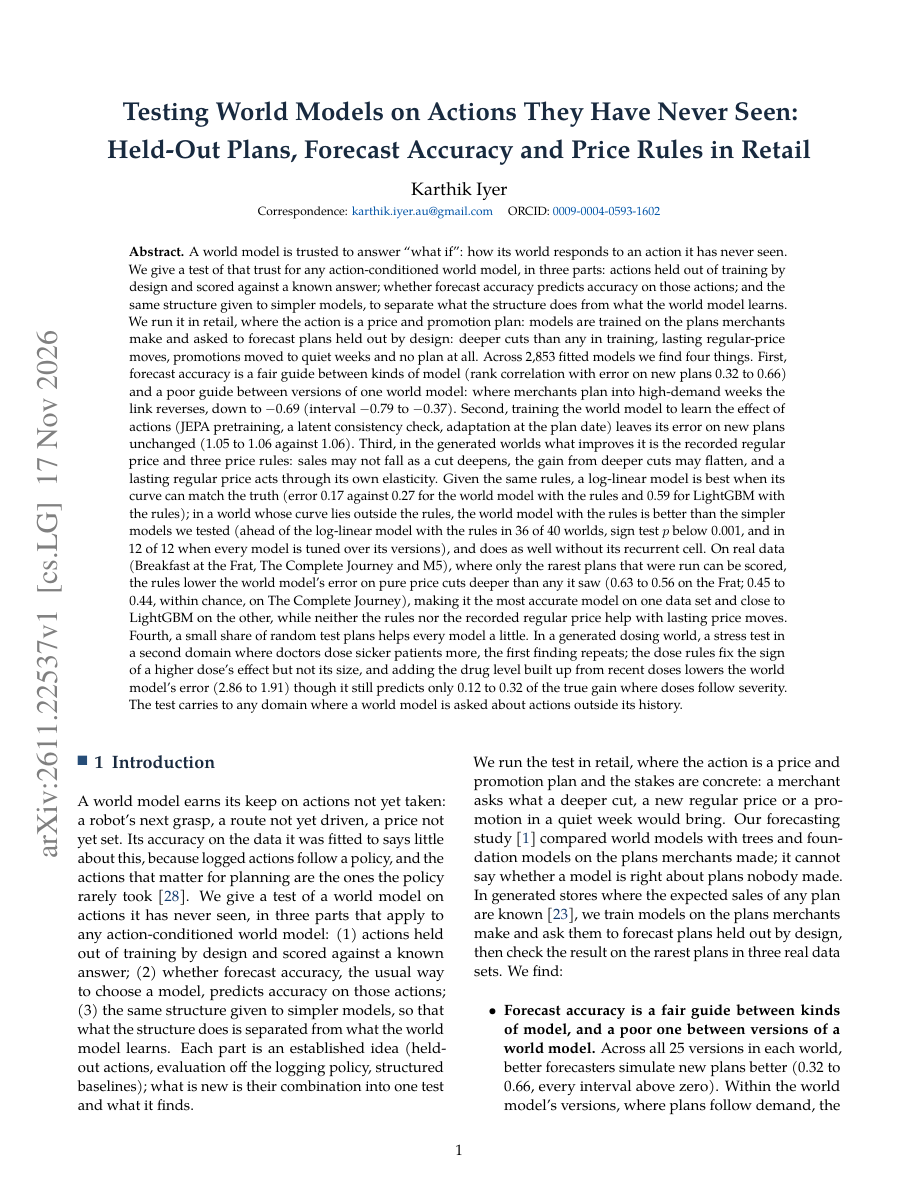 Testing World Models on Actions They Have Never Seen:
Held-Out Plans, Forecast Accuracy and Price Rules in Retail
Karthik Iyer
Correspondence: karthik.iyer.au@gmail.com ORCID: 0009-0004-0593-1602
Abstract. A world model is trusted to answer “what if”: how its world responds to an action it has never seen.
We give a test of that trust for any action-conditioned world model, in three parts: actions held out of training by
design and scored against a known answer; whether forecast accuracy predicts accuracy on those actions; and the
same structure given to simpler models, to separate what the structure does from what the world model learns.
We run it in retail, where the action is a price and promotion plan: models are trained on the plans merchants
make and asked to forecast plans held out by design: deeper cuts than any in training, lasting regular-price
moves, promotions moved to quiet weeks and no plan at all. Across 2,853 fitted models we find four things. First,
forecast accuracy is a fair guide between kinds of model (rank correlation with error on new plans 0.32 to 0.66)
and a poor guide between versions of one world model: where merchants plan into high-demand weeks the
link reverses, down to −0.69 (interval −0.79 to −0.37). Second, training the world model to learn the effect of
actions (JEPA pretraining, a latent consistency check, adaptation at the plan date) leaves its error on new plans
unchanged (1.05 to 1.06 against 1.06). Third, in the generated worlds what improves it is the recorded regular
price and three price rules: sales may not fall as a cut deepens, the gain from deeper cuts may flatten, and a
lasting regular price acts through its own elasticity. Given the same rules, a log-linear model is best when its
curve can match the truth (error 0.17 against 0.27 for the world model with the rules and 0.59 for LightGBM with
the rules); in a world whose curve lies outside the rules, the world model with the rules is better than the simpler
models we tested (ahead of the log-linear model with the rules in 36 of 40 worlds, sign test p below 0.001, and in
12 of 12 when every model is tuned over its versions), and does as well without its recurrent cell. On real data
(Breakfast at the Frat, The Complete Journey and M5), where only the rarest plans that were run can be scored,
the rules lower the world model’s error on pure price cuts deeper than any it saw (0.63 to 0.56 on the Frat; 0.45 to
0.44, within chance, on The Complete Journey), making it the most accurate model on one data set and close to
LightGBM on the other, while neither the rules nor the recorded regular price help with lasting price moves.
Fourth, a small share of random test plans helps every model a little. In a generated dosing world, a stress test in
a second domain where doctors dose sicker patients more, the first finding repeats; the dose rules fix the sign
of a higher dose’s effect but not its size, and adding the drug level built up from recent doses lowers the world
model’s error (2.86 to 1.91) though it still predicts only 0.12 to 0.32 of the true gain where doses follow severity.
The test carries to any domain where a world model is asked about actions outside its history.
arXiv:2611.22537v1 [cs.LG] 17 Nov 2026
1 Introduction
A world model earns its keep on actions not yet taken:
a robot’s next grasp, a route not yet driven, a price not
yet set. Its accuracy on the data it was fitted to says little
about this, because logged actions follow a policy, and the
actions that matter for planning are the ones the policy
rarely took [28]. We give a test of a world model on
actions it has never seen, in three parts that apply to
any action-conditioned world model: (1) actions held
out of training by design and scored against a known
answer; (2) whether forecast accuracy, the usual way
to choose a model, predicts accuracy on those actions;
(3) the same structure given to simpler models, so that
what the structure does is separated from what the world
model learns. Each part is an established idea (held-
out actions, evaluation off the logging policy, structured
baselines); what is new is their combination into one test
and what it finds.
We run the test in retail, where the action is a price and
promotion plan and the stakes are concrete: a merchant
asks what a deeper cut, a new regular price or a pro-
motion in a quiet week would bring. Our forecasting
study [1] compared world models with trees and foun-
dation models on the plans merchants made; it cannot
say whether a model is right about plans nobody made.
In generated stores where the expected sales of any plan
are known [23], we train models on the plans merchants
make and ask them to forecast plans held out by design,
then check the result on the rarest plans in three real data
sets. We find:
• Forecast accuracy is a fair guide between kinds
of model, and a poor one between versions of a
world model. Across all 25 versions in each world,
better forecasters simulate new plans better (0.32 to
0.66, every interval above zero). Within the world
model’s versions, where plans follow demand, the
1